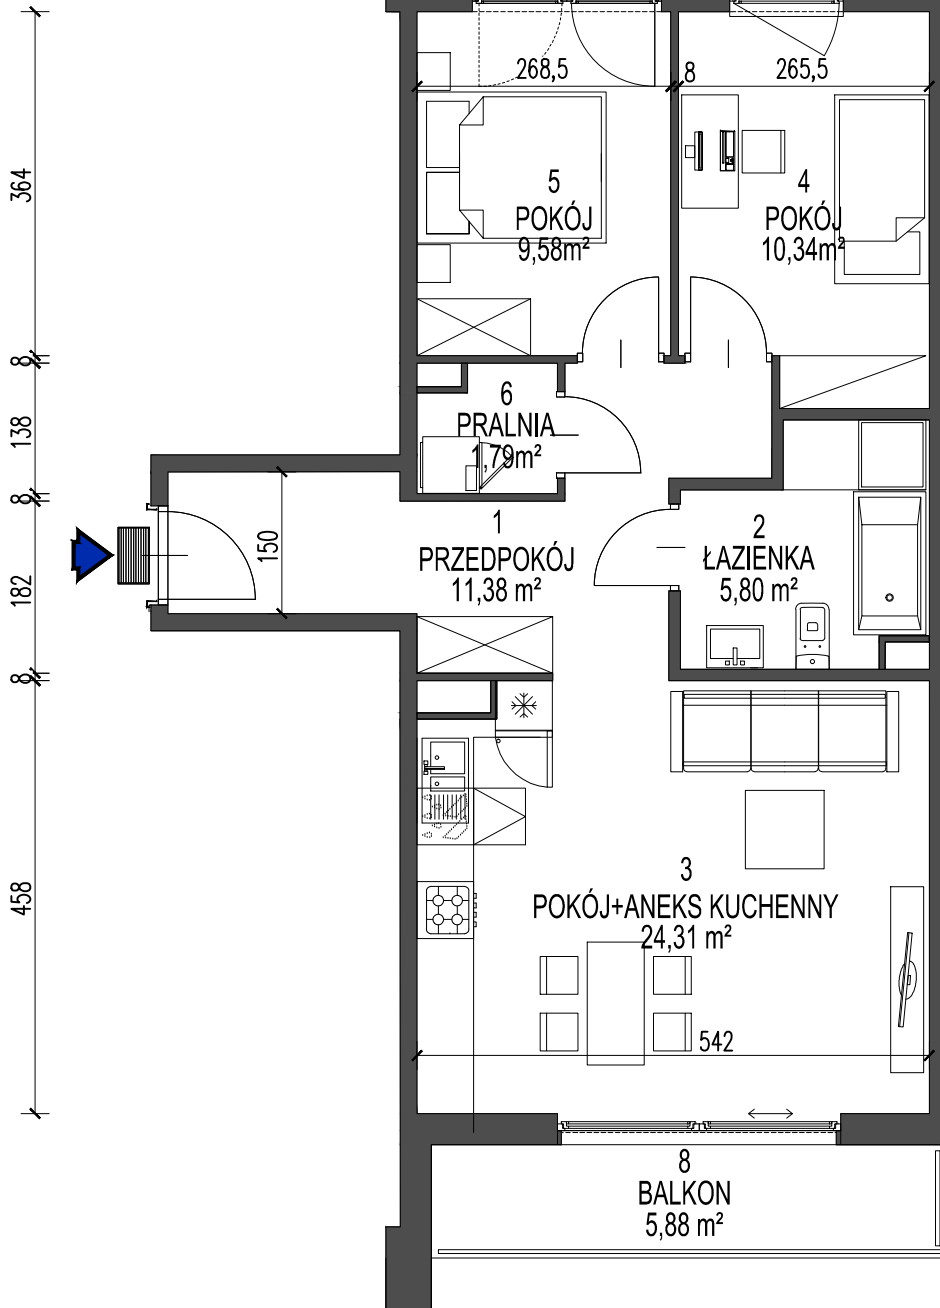 268,5
8
265,5
364
5
POKÓJ
9,58m²
4
POKÓJ
10,34m²
8
138
8
6
PRALNIA
1,79m²
150
182
1
PRZEDPOKÓJ
11,38 m²
2
ŁAZIENKA
5,80 m²
8
458
3
POKÓJ+ANEKS KUCHENNY
24,31 m²
542
8
BALKON
5,88 m²